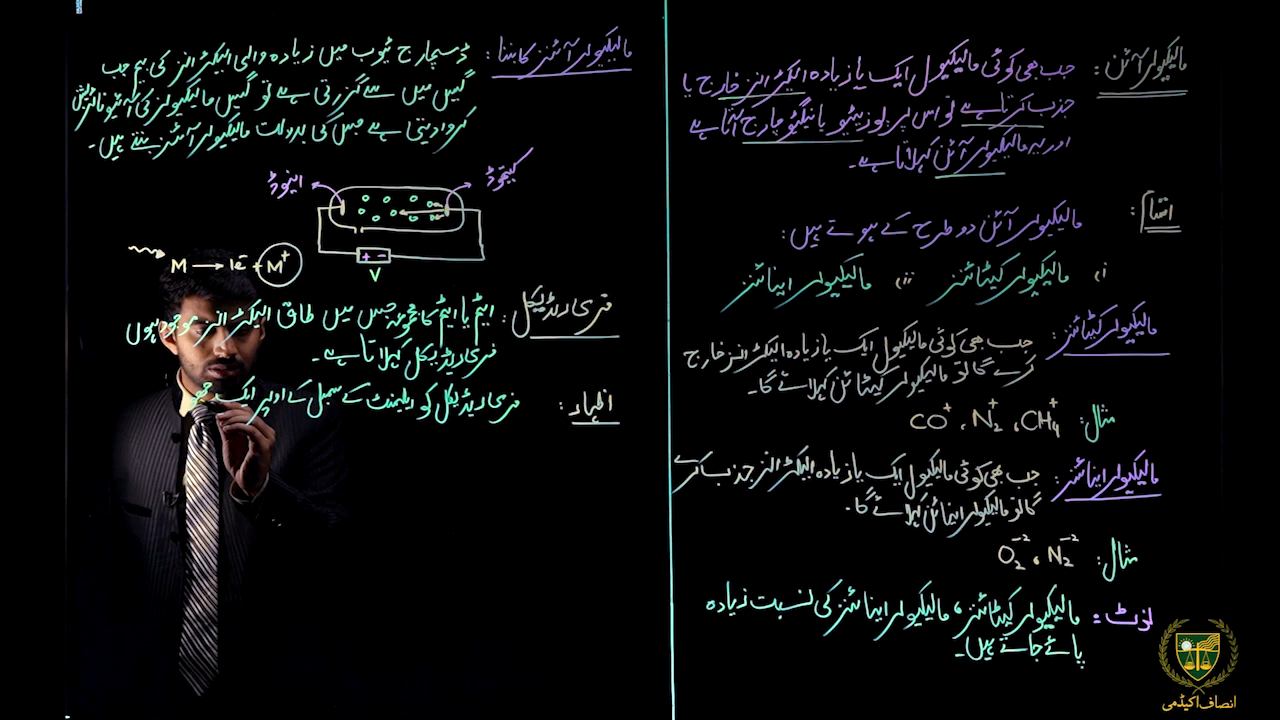 مالیکیولر آئن: جب بھی کوئی مالیکیول ایک یا زیادہ الیکٹرانز خارج یا
جذب کرتا ہے تو اس پر پوزیٹیو یا نیگٹیو چارج آتا ہے
اور یہ مالیکیولر آئن کہلاتا ہے۔
اقسام:
مالیکیولر آئن دو طرح کے ہوتے ہیں:
i, مالیکیولر کیٹائنز ii, مالیکیولر اینائنز
مالیکیولر کیٹائنز: جب بھی کوئی مالیکیول ایک یا زیادہ الیکٹرانز خارج
کرے گا تو مالیکیولر کیٹائن کہلائے گا۔
مثال: CH₄⁺ , N₂⁺ , CO⁺
مالیکیولر اینائنز: جب بھی کوئی مالیکیول ایک یا زیادہ الیکٹرانز جذب کرے
گا تو مالیکیولر اینائن کہلائے گا۔
مثال: N₂⁻² , O₂⁻²
نوٹ: مالیکیولر کیٹائنز، مالیکیولر اینائنز کی نسبت زیادہ
پائے جاتے ہیں۔
مالیکیولر آئنز کا بننا: ڈسچارج ٹیوب میں زیادہ والی الیکٹرانز کی بیم جب
گیس میں سے گزرتی ہے تو گیس مالیکیولز کی آئیونائزیشن
کروا دیتی ہے جس کی بدولت مالیکیولر آئنز بنتے ہیں۔
کیتھوڈ
اینوڈ
+ −
V
M → 1e⁻ + M⁺
فری ریڈیکل: ایٹم یا ایٹم کا مجموعہ جس میں طاق الیکٹرانز موجود ہوں
فری ریڈیکل کہلاتا ہے۔
اظہار: فری ریڈیکل کو ایلیمنٹ کے سمبل کے اوپر ایک
انصاف اکیڈمی